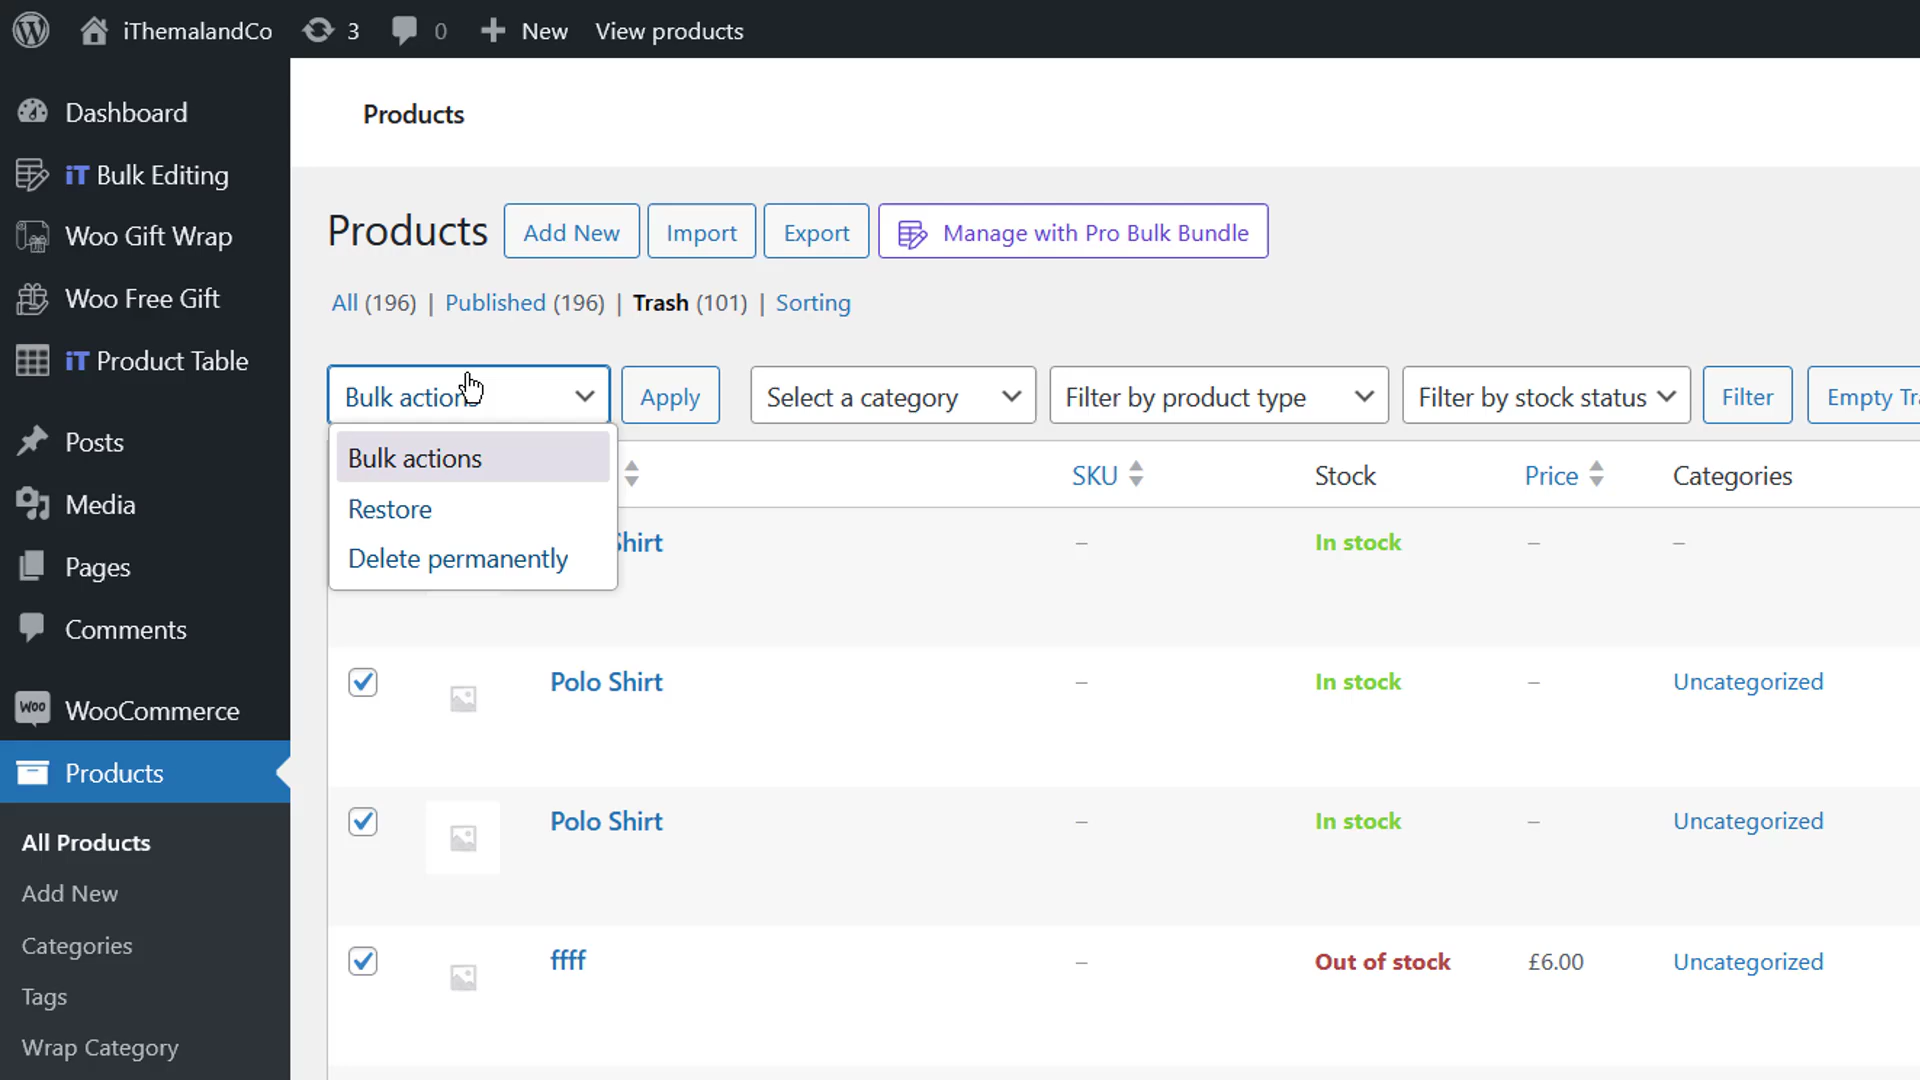 iThemalandCo 3 0 New View products
Dashboard
iT Bulk Editing
Woo Gift Wrap
Woo Free Gift
iT Product Table
Posts
Media
Pages
Comments
Woo WooCommerce
Products
All Products
Add New
Categories
Tags
Wrap Category
Products
Products Add New Import Export Manage with Pro Bulk Bundle
All (196) | Published (196) | Trash (101) | Sorting
Bulk actions Apply Select a category Filter by product type Filter by stock status Filter Empty Tr
Bulk actions
Restore
Delete permanently
SKU Stock Price Categories
Shirt – In stock – –
Polo Shirt – In stock – Uncategorized
Polo Shirt – In stock – Uncategorized
ffff – Out of stock £6.00 Uncategorized